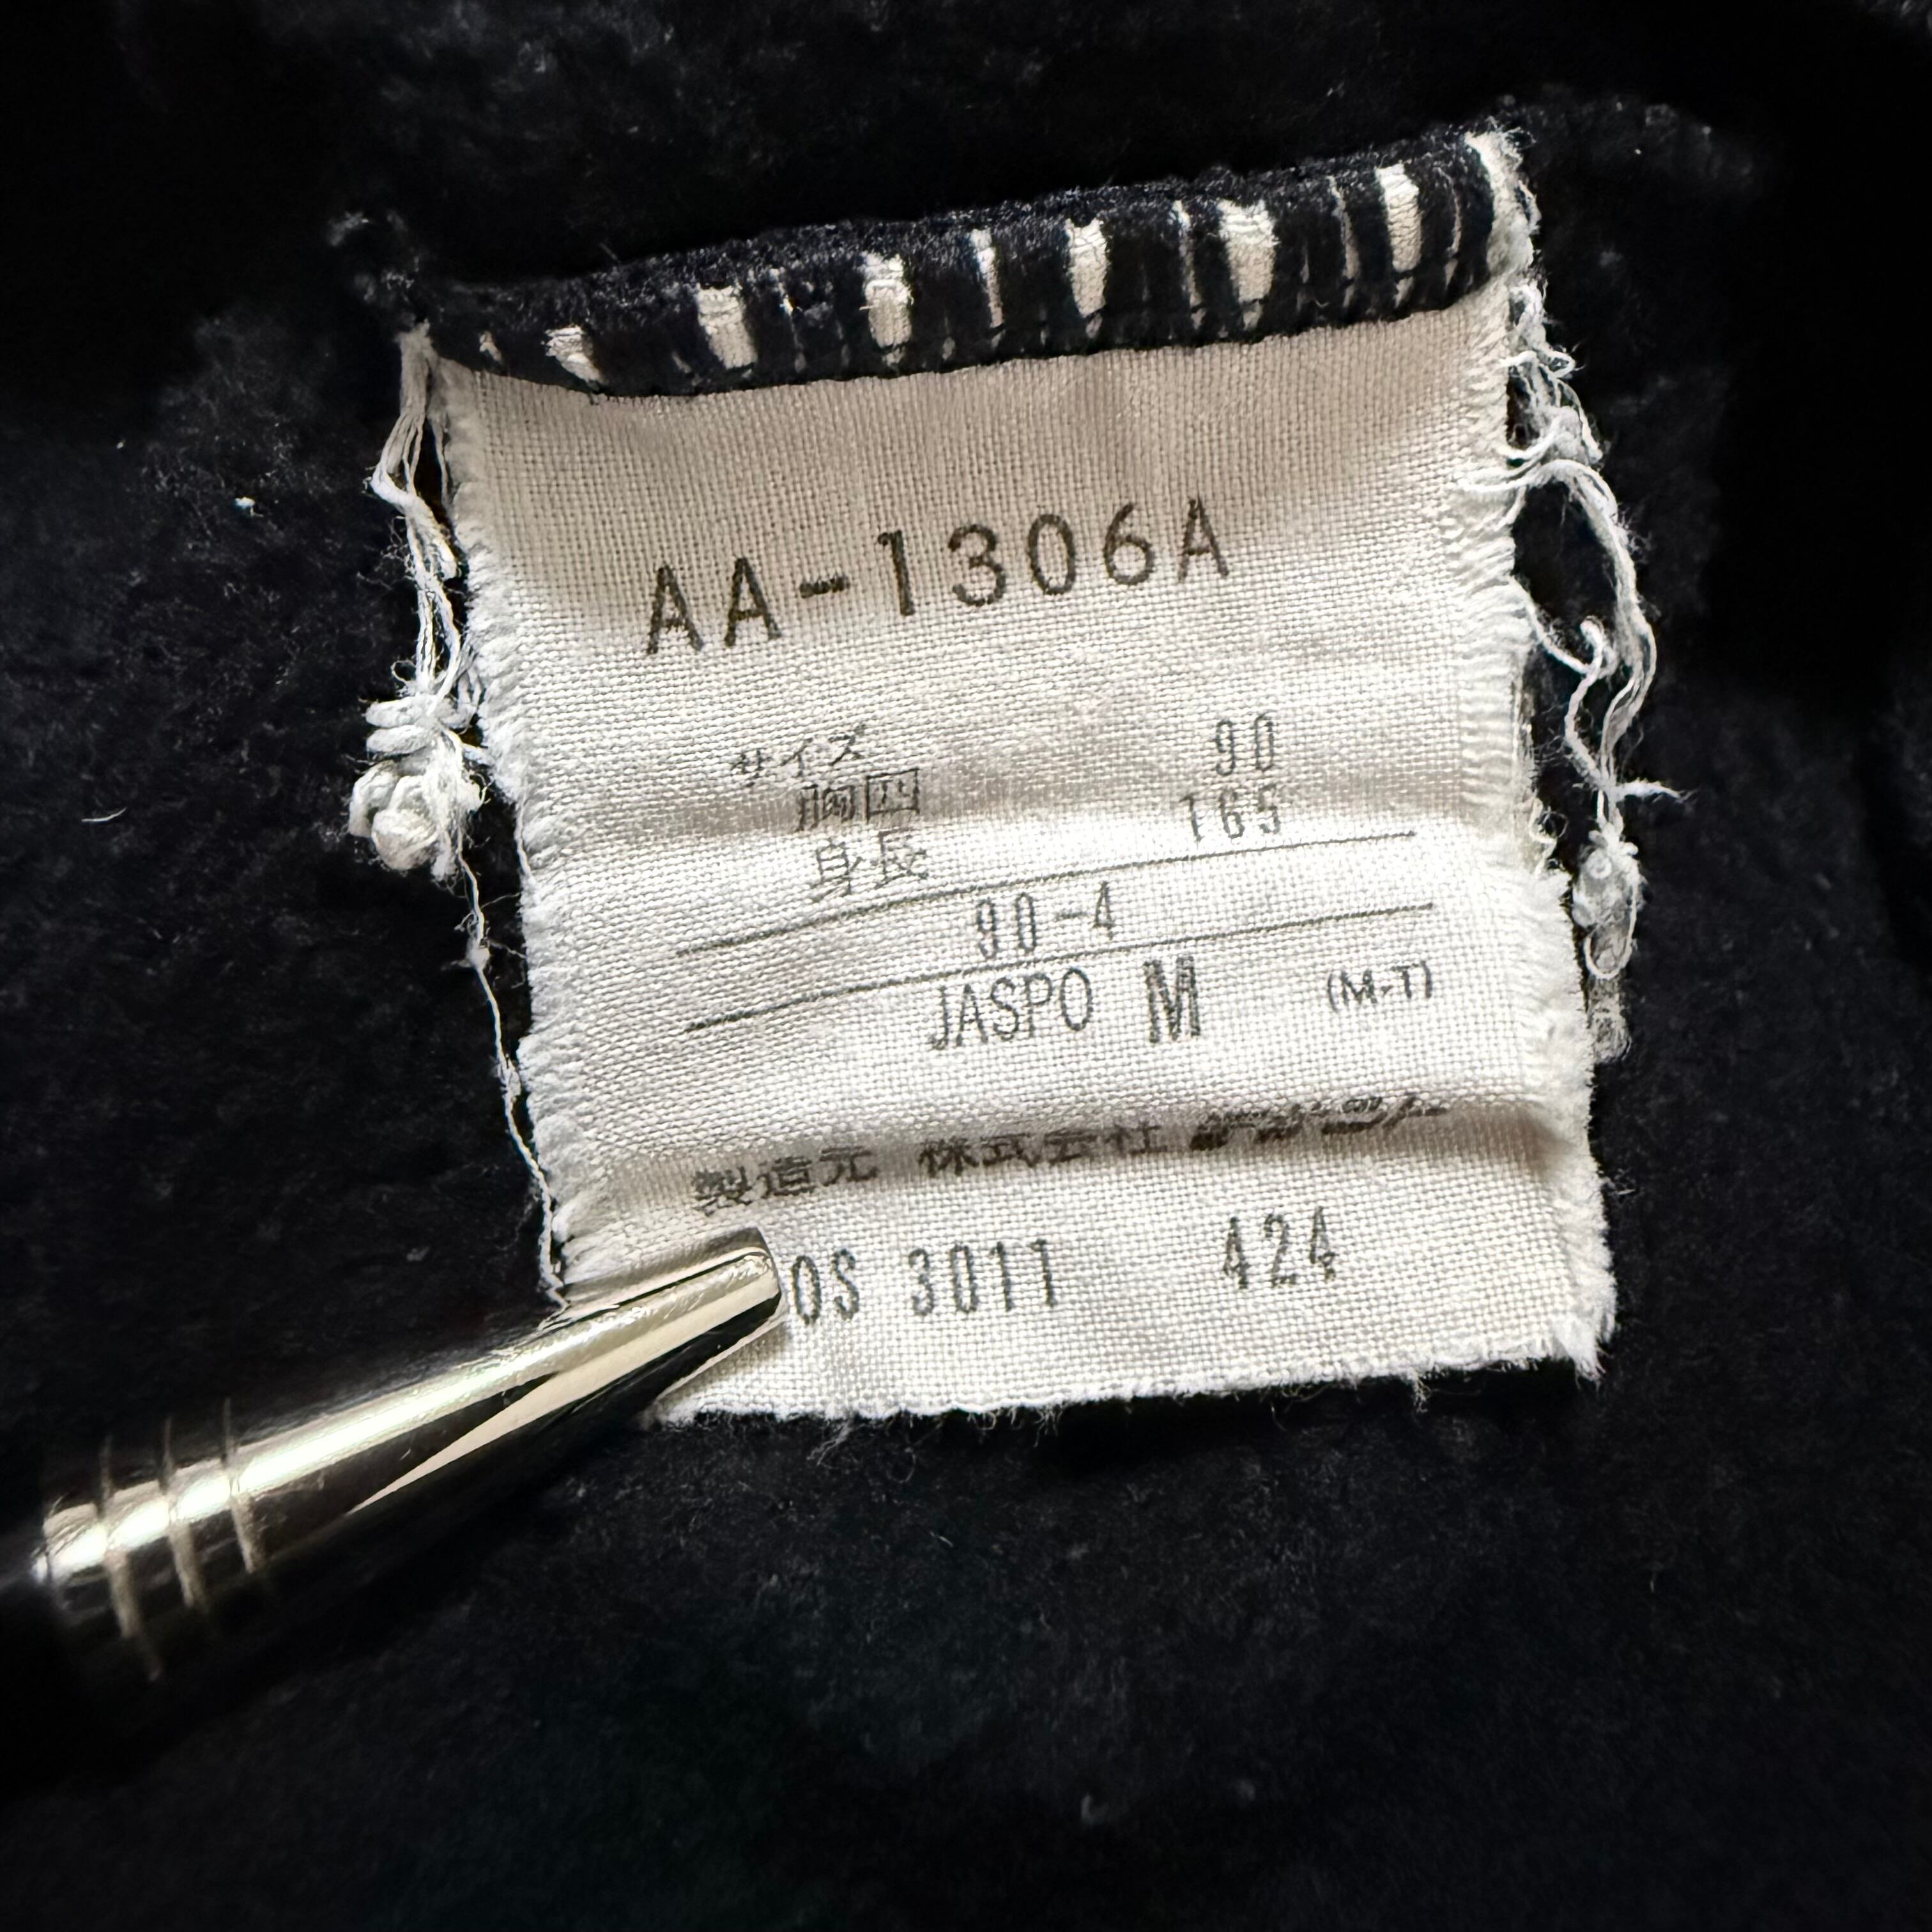 AA-1306A
サイズ
胸囲 90
身長 165
90-4
JASPO M (M-T)
製造元 株式会社
OS 3011 424